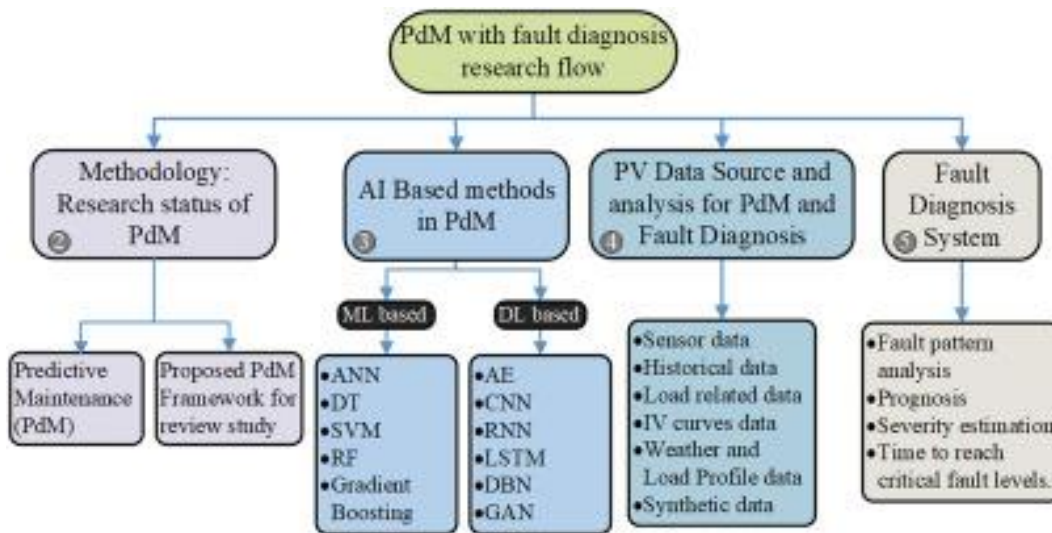 PdM with fault diagnosis
research flow
Methodology:
Research status of
PdM
2
AI Based methods
in PdM
3
PV Data Source and
analysis for PdM and
Fault Diagnosis
4
Fault
Diagnosis
System
5
Predictive
Maintenance
(PdM)
Proposed PdM
Framework for
review study
ML based
•ANN
•DT
•SVM
•RF
•Gradient
Boosting
DL based
•AE
•CNN
•RNN
•LSTM
•DBN
•GAN
•Sensor data
•Historical data
•Load related data
•IV curves data
•Weather and
Load Profile data
•Synthetic data
•Fault pattern
analysis
•Prognosis
•Severity estimation
•Time to reach
critical fault levels.